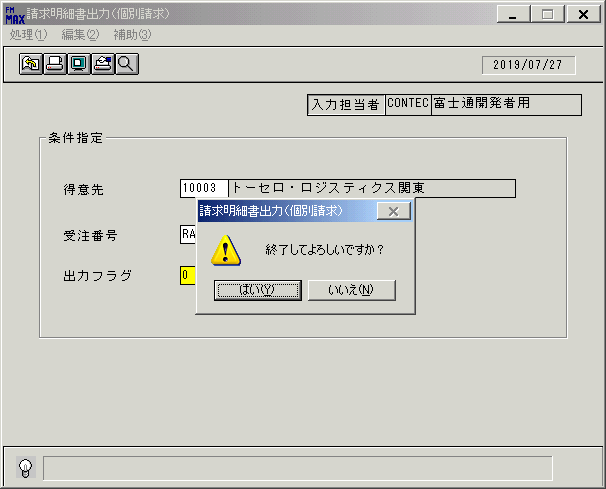 FM MAX 請求明細書出力(個別請求)
処理(1) 編集(2) 補助(3)
2019/07/27
入力担当者 CONTEC 富士通開発者用
条件指定
得意先 10003 トーセロ・ロジスティクス関東
請求明細書出力(個別請求)
受注番号 RA
終了してよろしいですか?
出力フラグ 0
はい(Y) いいえ(N)